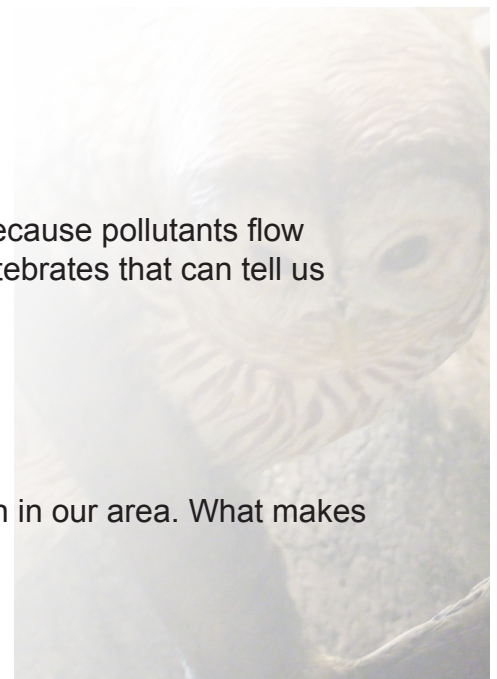 ecause pollutants flow
tebrates that can tell us
n in our area. What makes